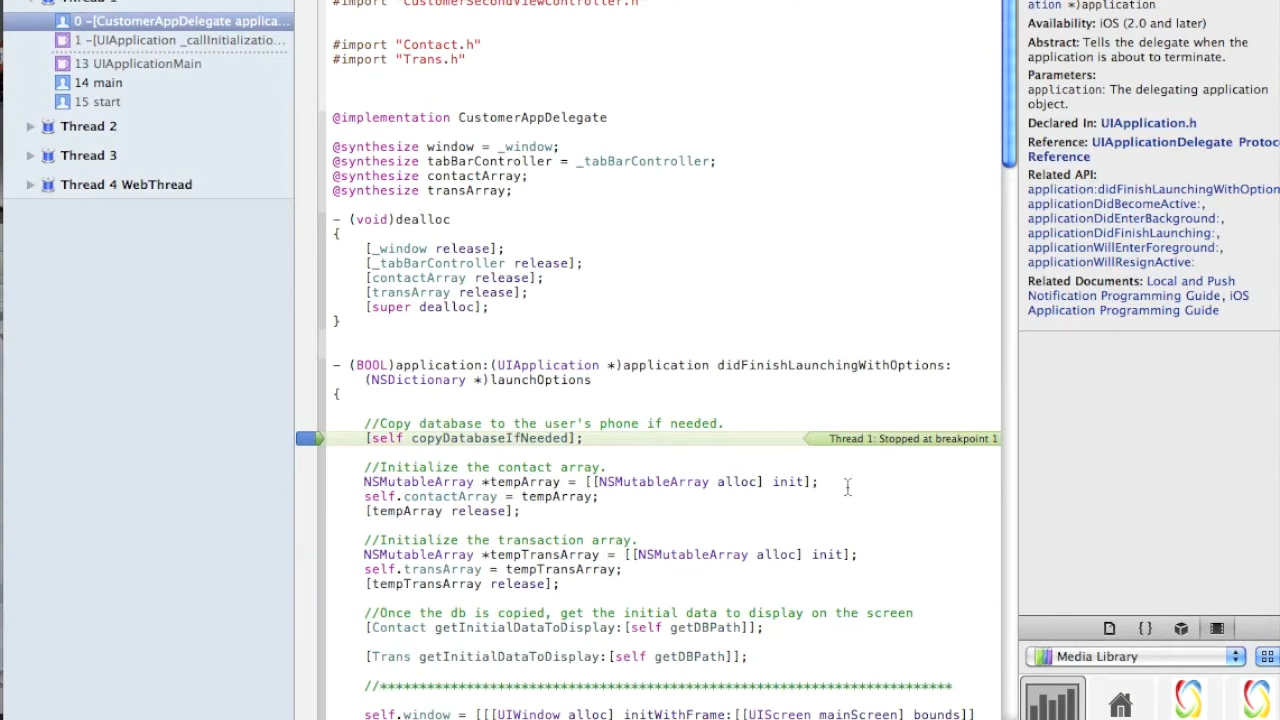 Thread 1
0 -[CustomerAppDelegate applica...
1 -[UIApplication _callInitializatio...
13 UIApplicationMain
14 main
15 start
Thread 2
Thread 3
Thread 4 WebThread
#import "CustomerSecondViewController.h"
#import "Contact.h"
#import "Trans.h"
@implementation CustomerAppDelegate
@synthesize window = _window;
@synthesize tabBarController = _tabBarController;
@synthesize contactArray;
@synthesize transArray;
- (void)dealloc
{
[_window release];
[_tabBarController release];
[contactArray release];
[transArray release];
[super dealloc];
}
- (BOOL)application:(UIApplication *)application didFinishLaunchingWithOptions:
(NSDictionary *)launchOptions
{
//Copy database to the user's phone if needed.
[self copyDatabaseIfNeeded];
Thread 1: Stopped at breakpoint 1
//Initialize the contact array.
NSMutableArray *tempArray = [[NSMutableArray alloc] init];
self.contactArray = tempArray;
[tempArray release];
//Initialize the transaction array.
NSMutableArray *tempTransArray = [[NSMutableArray alloc] init];
self.transArray = tempTransArray;
[tempTransArray release];
//Once the db is copied, get the initial data to display on the screen
[Contact getInitialDataToDisplay:[self getDBPath]];
[Trans getInitialDataToDisplay:[self getDBPath]];
//*************************************************************************
self.window = [[[UIWindow alloc] initWithFrame:[[UIScreen mainScreen] bounds]]
ation *)application
Availability: iOS (2.0 and later)
Abstract: Tells the delegate when the
application is about to terminate.
Parameters:
application: The delegating application
object.
Declared In: UIApplication.h
Reference: UIApplicationDelegate Protoc
Reference
Related API:
application:didFinishLaunchingWithOption
applicationDidBecomeActive:,
applicationDidEnterBackground:,
applicationDidFinishLaunching:,
applicationWillEnterForeground:,
applicationWillResignActive:
Related Documents: Local and Push
Notification Programming Guide, iOS
Application Programming Guide
{ }
Media Library